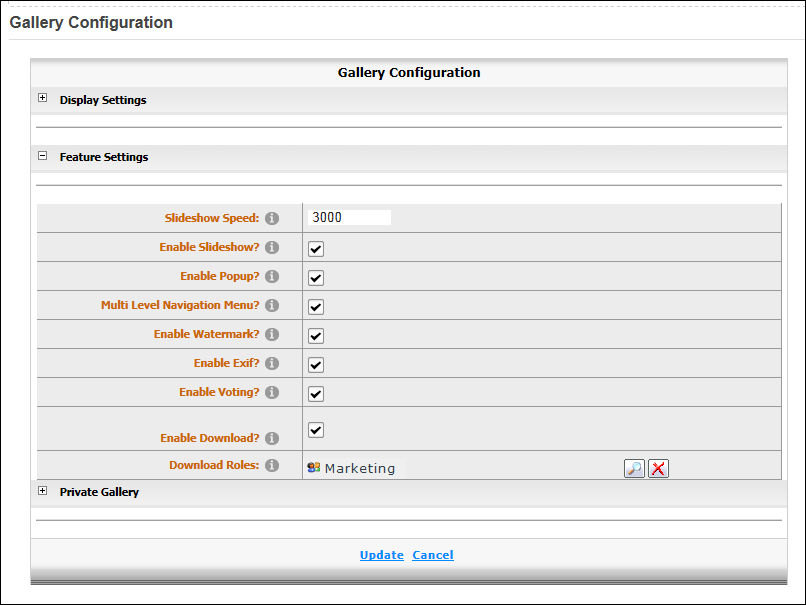 Gallery Configuration
Gallery Configuration
Display Settings
Feature Settings
Slideshow Speed: 3000
Enable Slideshow?
Enable Popup?
Multi Level Navigation Menu?
Enable Watermark?
Enable Exif?
Enable Voting?
Enable Download?
Download Roles: Marketing
Private Gallery
Update Cancel